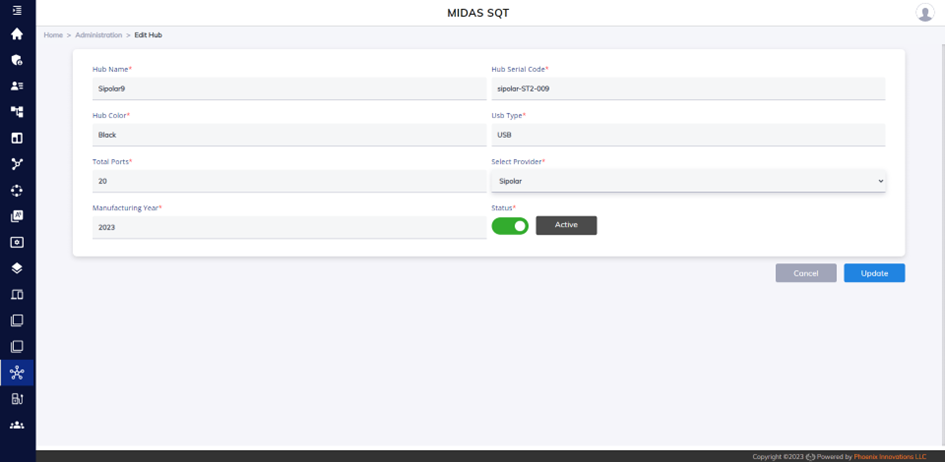 MIDAS SQT
Home > Administration > Edit Hub
Hub Name*
Sipolar9
Hub Serial Code*
sipolar-ST2-009
Hub Color*
Black
Usb Type*
USB
Total Ports*
20
Select Provider*
Sipolar
Manufacturing Year*
2023
Status*
Active
Cancel
Update
Copyright ©2023 Powered by Phoenix Innovations LLC